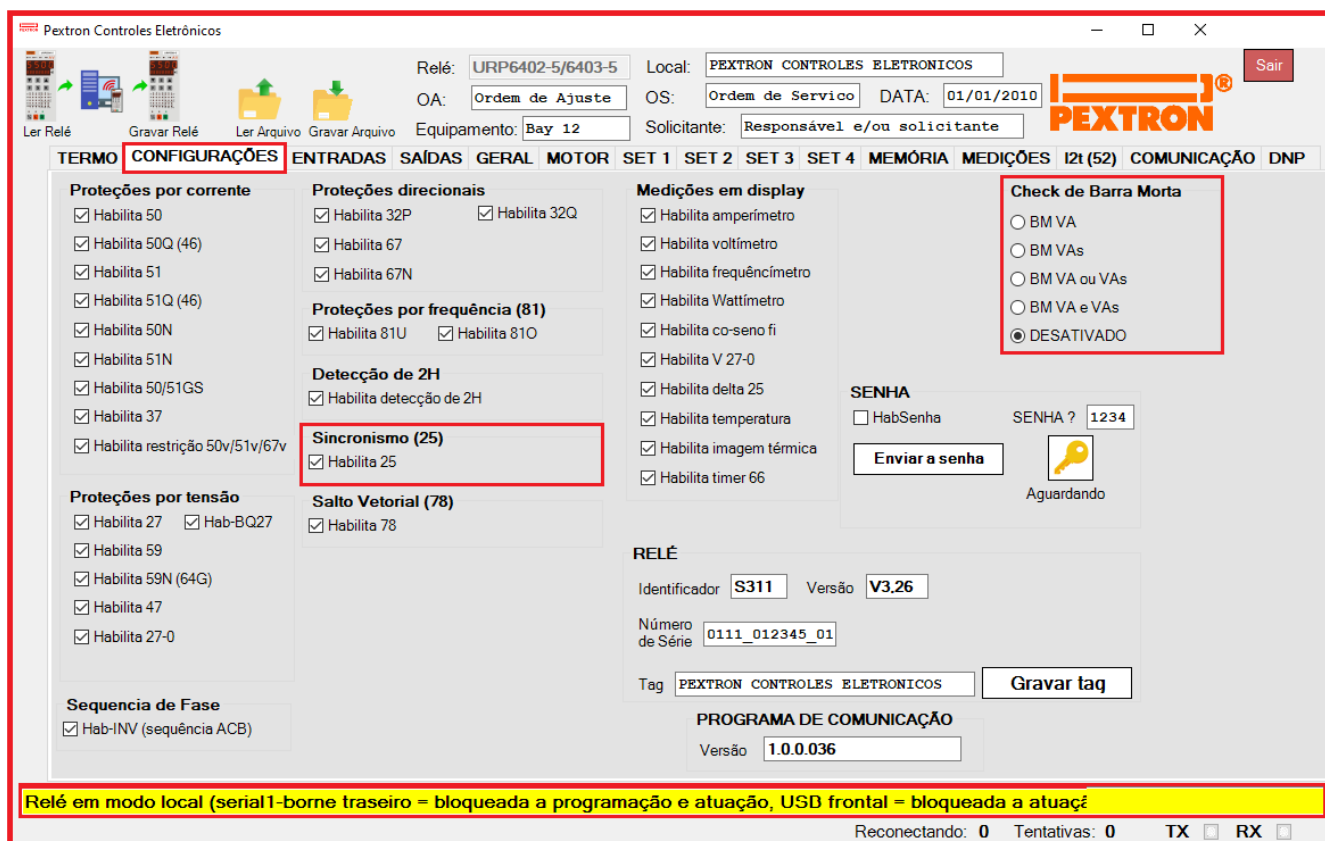 PEXTRON Pextron Controles Eletrônicos
Ler Relé
Gravar Relé
Ler Arquivo
Gravar Arquivo
Relé: URP6402-5/6403-5
Local: PEXTRON CONTROLES ELETRONICOS
Sair
OA: Ordem de Ajuste
OS: Ordem de Servico
DATA: 01/01/2010
Equipamento: Bay 12
Solicitante: Responsável e/ou solicitante
PEXTRON ®
TERMO CONFIGURAÇÕES ENTRADAS SAÍDAS GERAL MOTOR SET 1 SET 2 SET 3 SET 4 MEMÓRIA MEDIÇÕES I2t (52) COMUNICAÇÃO DNP
Proteções por corrente
Habilita 50
Habilita 50Q (46)
Habilita 51
Habilita 51Q (46)
Habilita 50N
Habilita 51N
Habilita 50/51GS
Habilita 37
Habilita restrição 50v/51v/67v
Proteções por tensão
Habilita 27 Hab-BQ27
Habilita 59
Habilita 59N (64G)
Habilita 47
Habilita 27-0
Sequencia de Fase
Hab-INV (sequência ACB)
Proteções direcionais
Habilita 32P Habilita 32Q
Habilita 67
Habilita 67N
Proteções por frequência (81)
Habilita 81U Habilita 81O
Detecção de 2H
Habilita detecção de 2H
Sincronismo (25)
Habilita 25
Salto Vetorial (78)
Habilita 78
Medições em display
Habilita amperímetro
Habilita voltímetro
Habilita frequêncímetro
Habilita Wattímetro
Habilita co-seno fi
Habilita V 27-0
Habilita delta 25
Habilita temperatura
Habilita imagem térmica
Habilita timer 66
Check de Barra Morta
BM VA
BM VAs
BM VA ou VAs
BM VA e VAs
DESATIVADO
SENHA
HabSenha SENHA ? 1234
Enviar a senha
Aguardando
RELÉ
Identificador S311 Versão V3,26
Número
de Série 0111_012345_01
Tag PEXTRON CONTROLES ELETRONICOS Gravar tag
PROGRAMA DE COMUNICAÇÃO
Versão 1.0.0.036
Relé em modo local (serial1-borne traseiro = bloqueada a programação e atuação, USB frontal = bloqueada a
Reconectando: 0 Tentativas: 0 TX RX